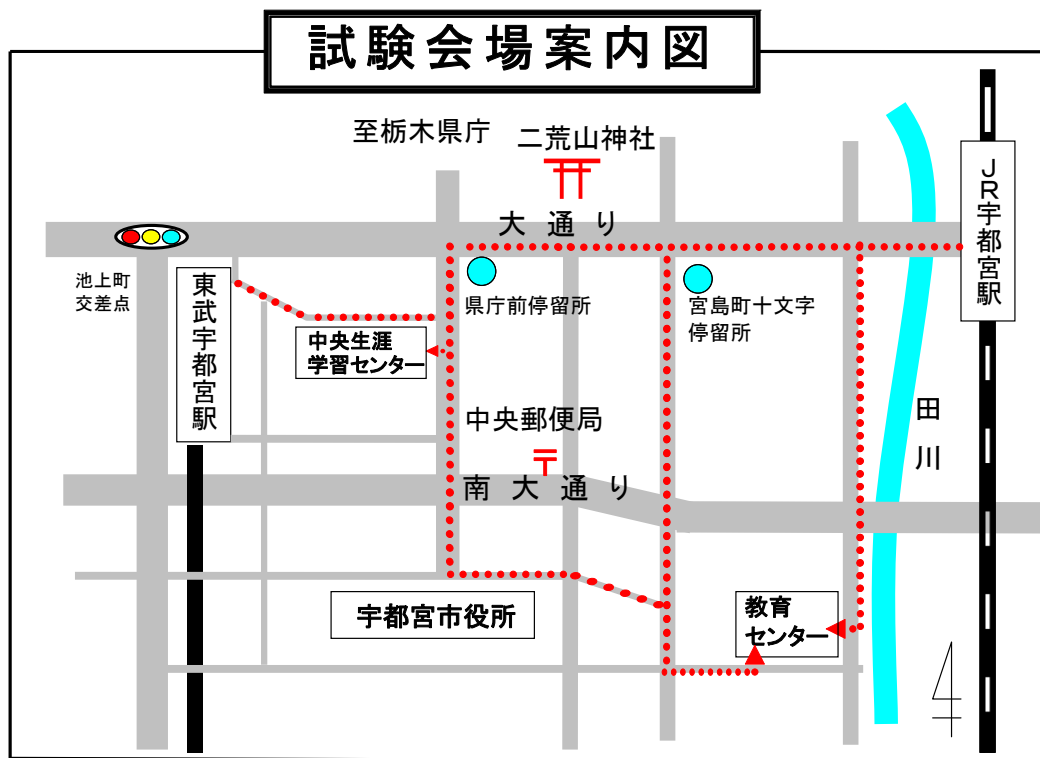 試験会場案内図
至栃木県庁
二荒山神社
大通り
池上町
交差点
東武宇都宮駅
県庁前停留所
宮島町十文字
停留所
JR宇都宮駅
中央生涯
学習センター
中央郵便局
〒
田川
南大通り
宇都宮市役所
教育
センター